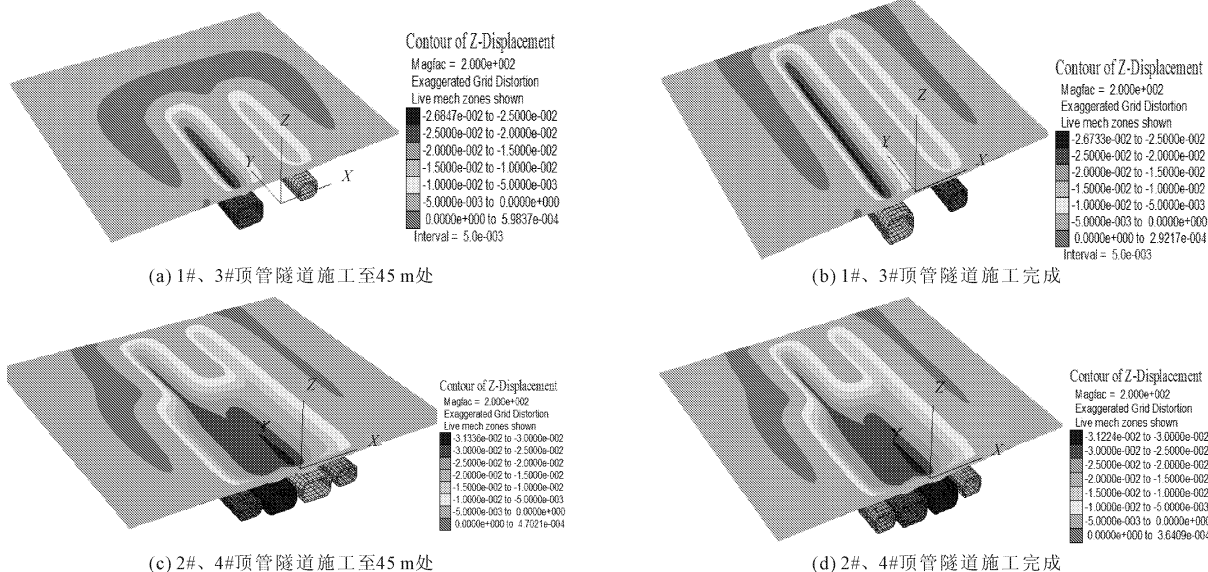 Z
Y
X
Contour of Z-Displacement
Magfac = 2.000e+002
Exaggerated Grid Distortion
Live mech zones shown
-2.6847e-002 to -2.5000e-002
-2.5000e-002 to -2.0000e-002
-2.0000e-002 to -1.5000e-002
-1.5000e-002 to -1.0000e-002
-1.0000e-002 to -5.0000e-003
-5.0000e-003 to 0.0000e+000
0.0000e+000 to 5.9837e-004
Interval = 5.0e-003
(a) 1#、3#顶管隧道施工至45 m处
Z
Y
X
Contour of Z-Displacement
Magfac = 2.000e+002
Exaggerated Grid Distortion
Live mech zones shown
-2.6733e-002 to -2.5000e-002
-2.5000e-002 to -2.0000e-002
-2.0000e-002 to -1.5000e-002
-1.5000e-002 to -1.0000e-002
-1.0000e-002 to -5.0000e-003
-5.0000e-003 to 0.0000e+000
0.0000e+000 to 2.9217e-004
Interval = 5.0e-003
(b) 1#、3#顶管隧道施工完成
Z
Y
X
Contour of Z-Displacement
Magfac = 2.000e+002
Exaggerated Grid Distortion
Live mech zones shown
-3.1336e-002 to -3.0000e-002
-3.0000e-002 to -2.5000e-002
-2.5000e-002 to -2.0000e-002
-2.0000e-002 to -1.5000e-002
-1.5000e-002 to -1.0000e-002
-1.0000e-002 to -5.0000e-003
-5.0000e-003 to 0.0000e+000
0.0000e+000 to 4.7021e-004
(c) 2#、4#顶管隧道施工至45 m处
Z
Y
X
Contour of Z-Displacement
Magfac = 2.000e+002
Exaggerated Grid Distortion
Live mech zones shown
-3.1224e-002 to -3.0000e-002
-3.0000e-002 to -2.5000e-002
-2.5000e-002 to -2.0000e-002
-2.0000e-002 to -1.5000e-002
-1.5000e-002 to -1.0000e-002
-1.0000e-002 to -5.0000e-003
-5.0000e-003 to 0.0000e+000
0.0000e+000 to 3.6409e-004
(d) 2#、4#顶管隧道施工完成